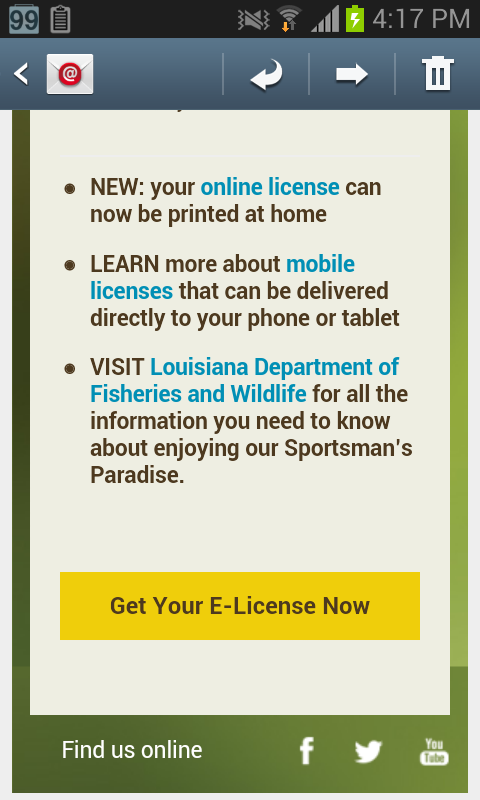 99 4:17 PM
@
NEW: your online license can
now be printed at home
LEARN more about mobile
licenses that can be delivered
directly to your phone or tablet
VISIT Louisiana Department of
Fisheries and Wildlife for all the
information you need to know
about enjoying our Sportsman's
Paradise.
Get Your E-License Now
Find us online
f
You
Tube